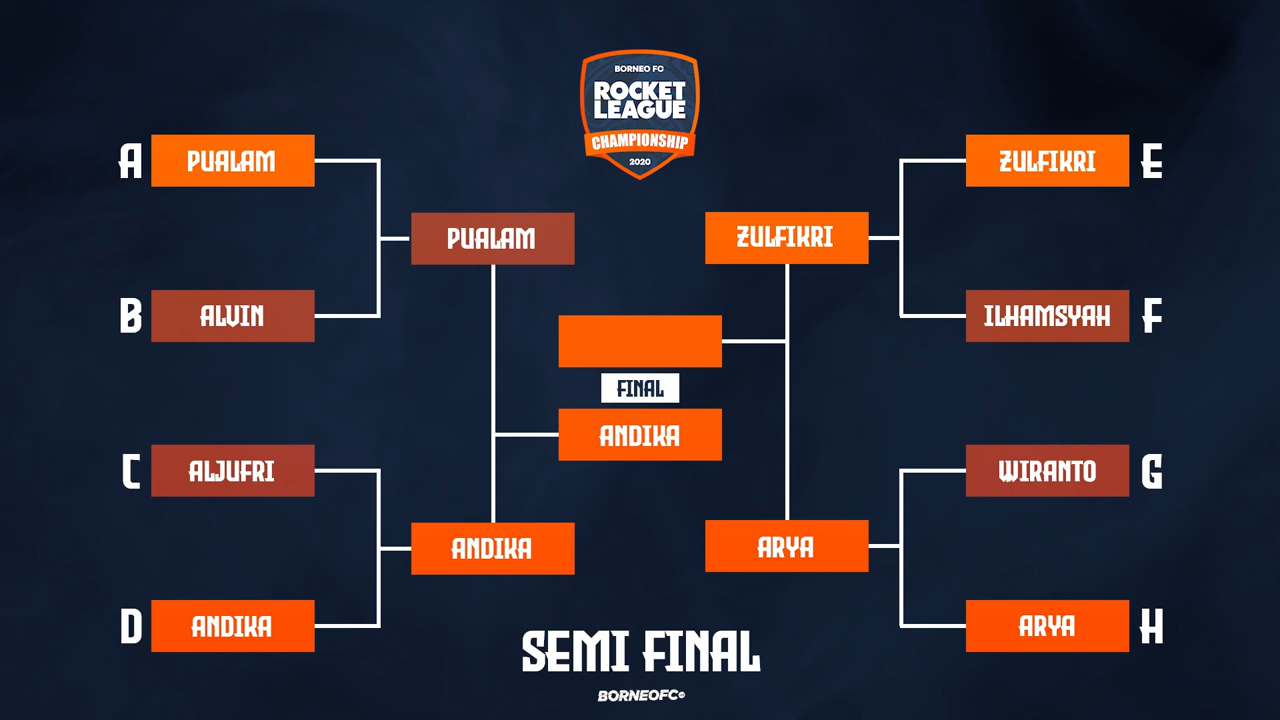 BORNEO FC
ROCKET
LEAGUE
CHAMPIONSHIP
2020
A PUALAM
ZULFIKRI E
PUALAM
ZULFIKRI
B ALVIN
ILHAMSYAH F
FINAL
ANDIKA
C ALJUFRI
WIRANTO G
ANDIKA
ARYA
D ANDIKA
ARYA H
SEMI FINAL
BORNEOFC